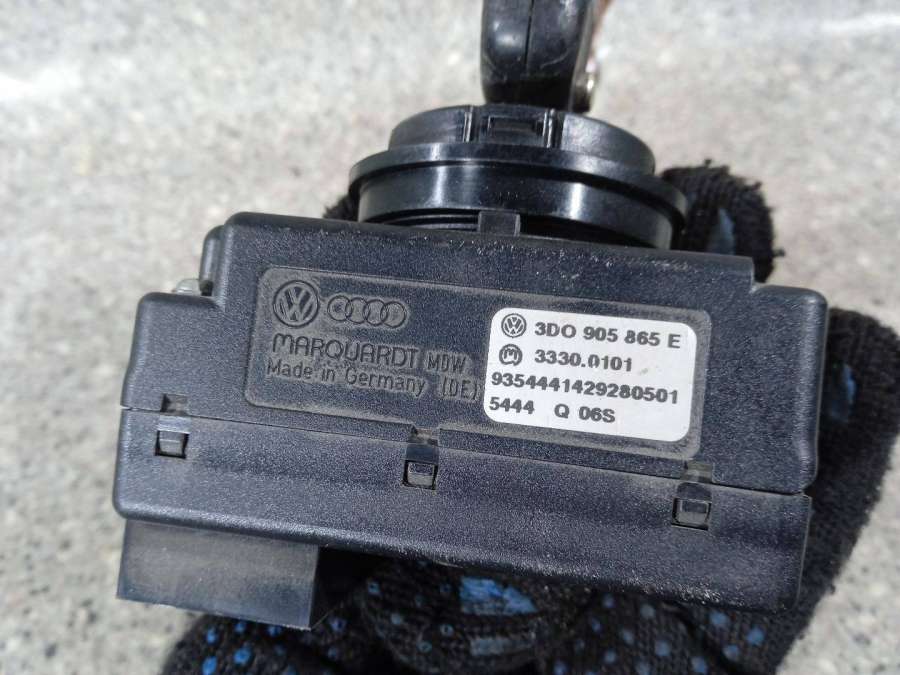 MARQUARDT MDW
Made in Germany (DE)
3D0 905 865 E
3330.0101
9354441429280501
5444 Q 06S